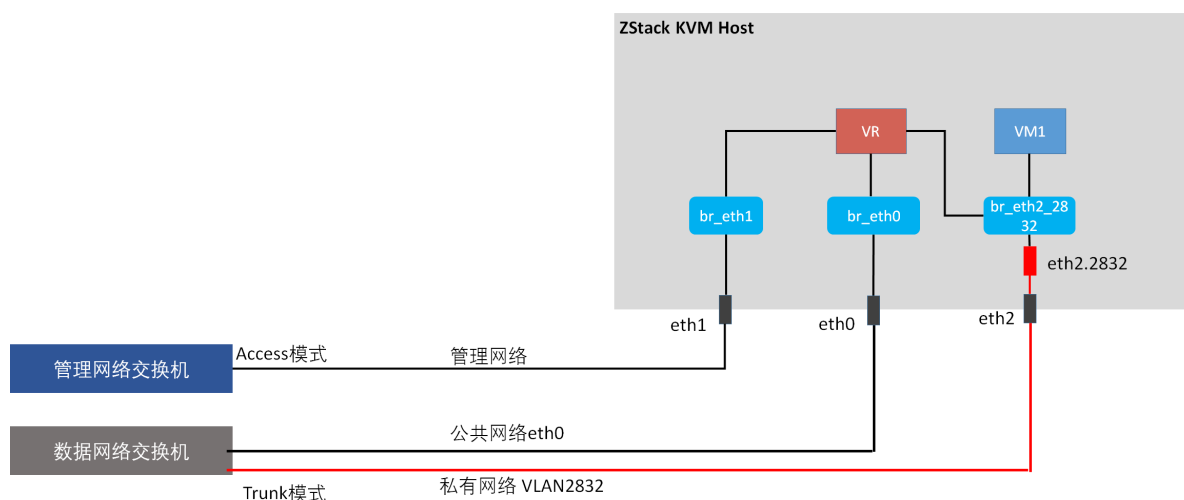 ZStack KVM Host
VR
VM1
br_eth1
br_eth0
br_eth2_28
32
eth2.2832
eth1
eth0
eth2
管理网络交换机
Access模式
管理网络
数据网络交换机
公共网络eth0
Trunk模式
私有网络 VLAN2832